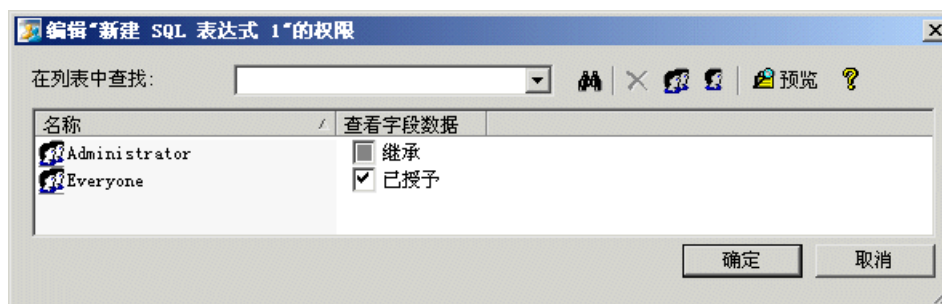 编辑“新建 SQL 表达式 1”的权限
在列表中查找:
预览
名称 查看字段数据
Administrator 继承
Everyone 已授予
确定 取消